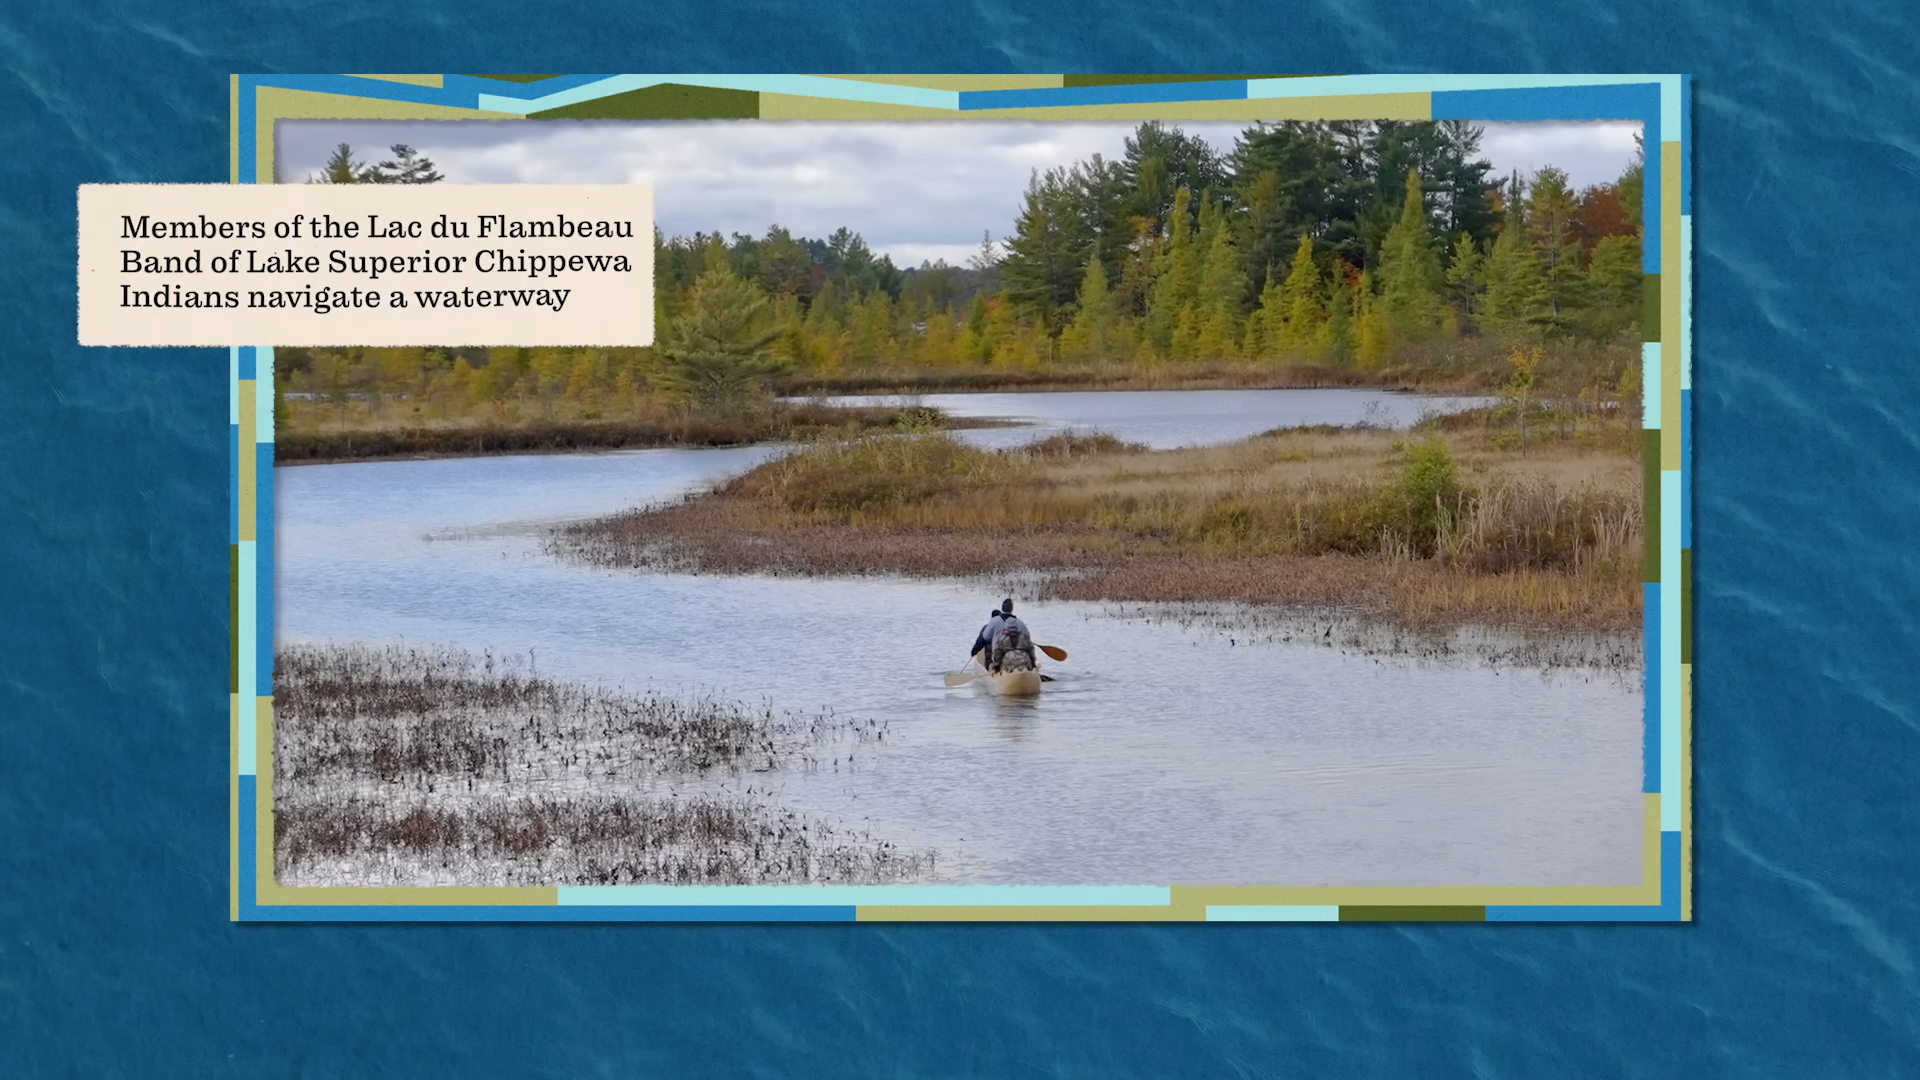 Members of the Lac du Flambeau
Band of Lake Superior Chippewa
Indians navigate a waterway